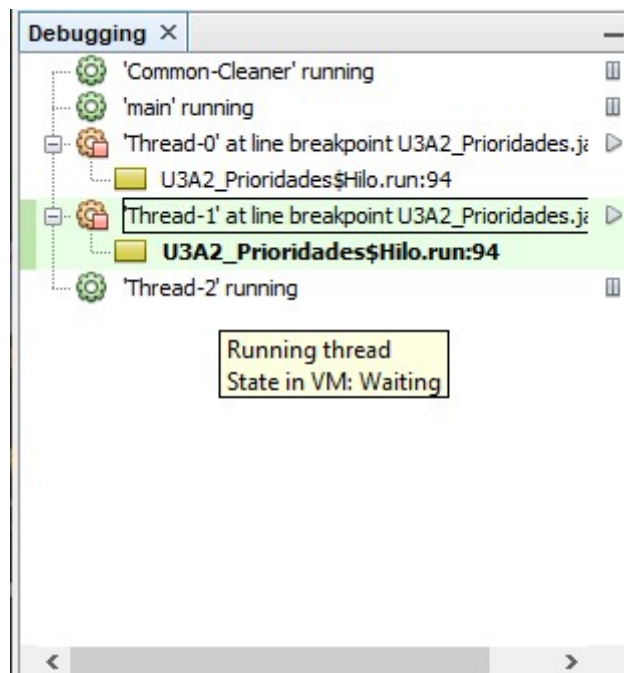 Debugging
'Common-Cleaner' running
'main' running
'Thread-0' at line breakpoint U3A2_Prioridades.ja
U3A2_Prioridades$Hilo.run:94
'Thread-1' at line breakpoint U3A2_Prioridades.ja
U3A2_Prioridades$Hilo.run:94
'Thread-2' running
Running thread
State in VM: Waiting